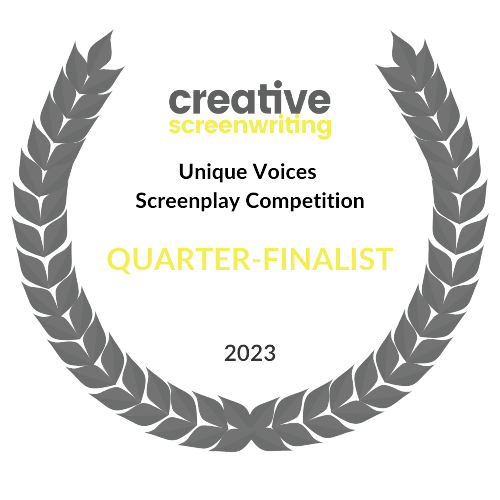 creative
screenwriting
Unique Voices
Screenplay Competition
QUARTER-FINALIST
2023